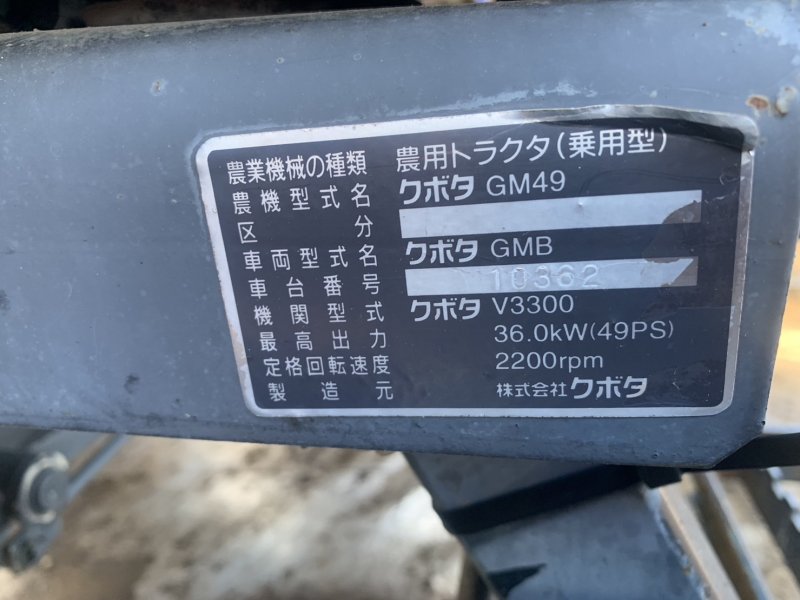 農業機械の種類 農用トラクタ(乗用型)
農機型式名 クボタ GM49
区分
車両型式名 クボタ GMB
車台番号 10362
機関型式 クボタ V3300
最高出力 36.0kW(49PS)
定格回転速度 2200rpm
製造元 株式会社クボタ